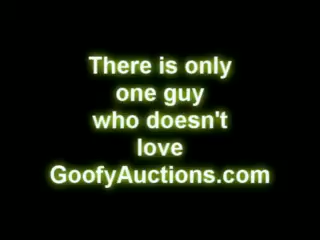 There is only
one guy
who doesn't
love
GoofyAuctions.com